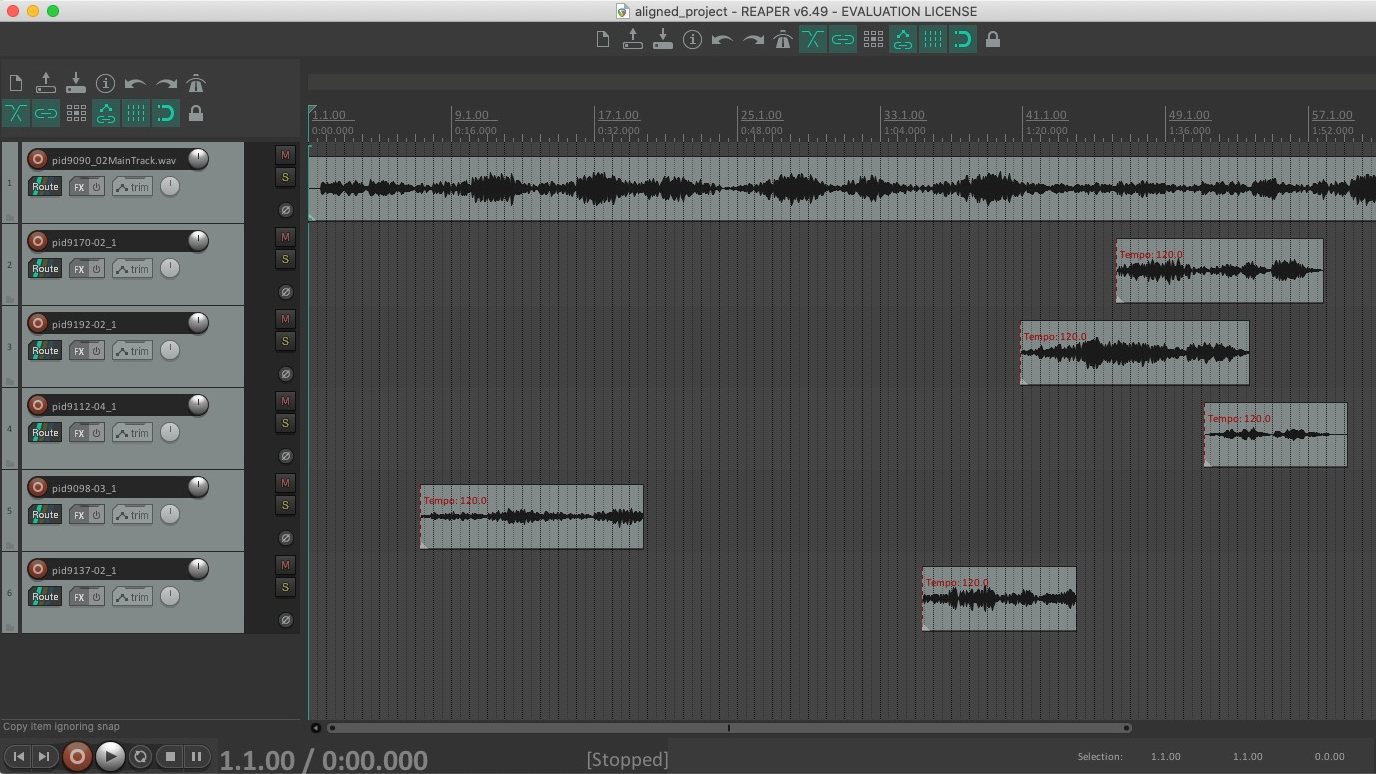 aligned_project - REAPER v6.49 - EVALUATION LICENSE
1.1.00 9.1.00 17.1.00 25.1.00 33.1.00 41.1.00 49.1.00 57.1.00
0:00.000 0:16.000 0:32.000 0:48.000 1:04.000 1:20.000 1:36.000 1:52.000
1 pid9090_02MainTrack.wav M
Route FX trim S
2 pid9170-02_1 M
Route FX trim S
Tempo: 120.0
3 pid9192-02_1 M
Route FX trim S
Tempo: 120.0
4 pid9112-04_1 M
Route FX trim S
Tempo: 120.0
5 pid9098-03_1 M
Route FX trim S
Tempo: 120.0
6 pid9137-02_1 M
Route FX trim S
Tempo: 120.0
Copy item ignoring snap
1.1.00 / 0:00.000 [Stopped] Selection: 1.1.00 1.1.00 0.0.00